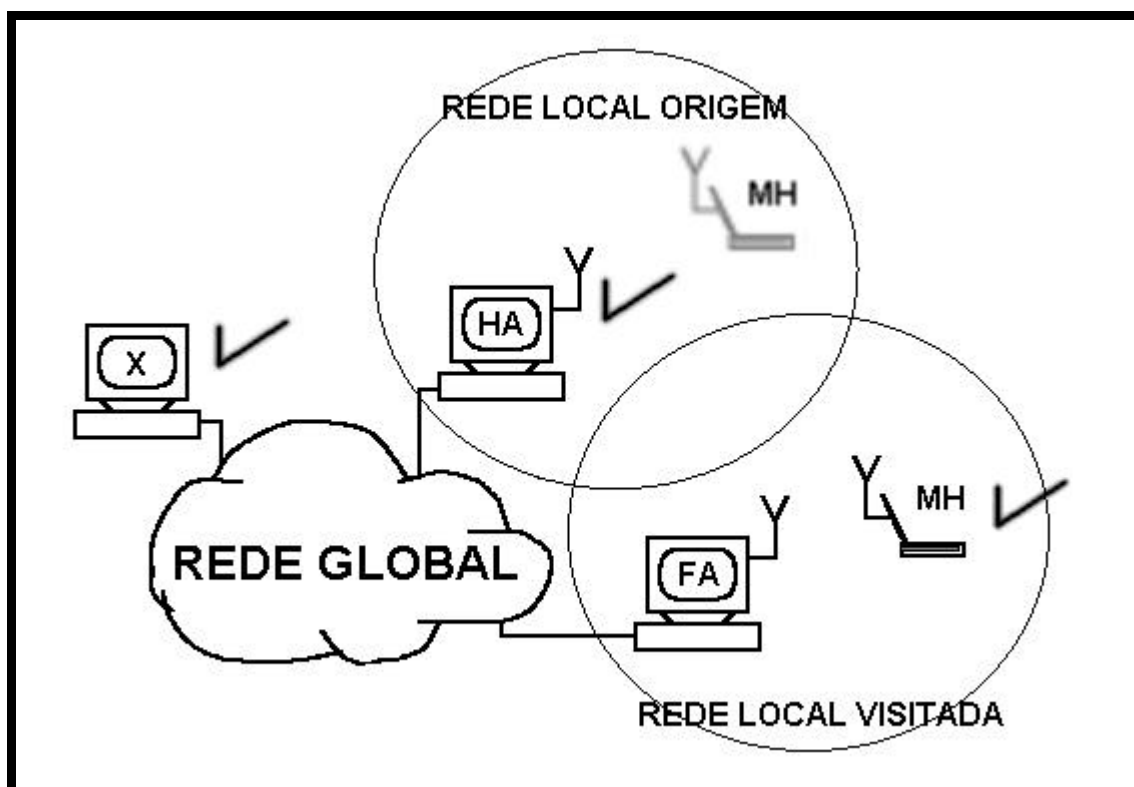 REDE LOCAL ORIGEM
MH
HA
X
MH
REDE GLOBAL
FA
REDE LOCAL VISITADA